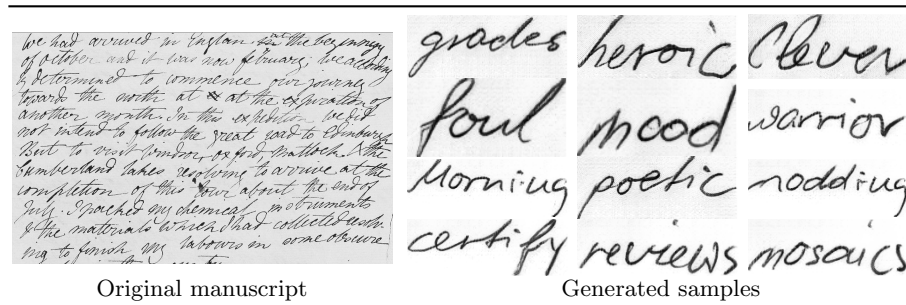 we had arrived in England at the beginning
of october and it was now february, we according
ly determined to commence our journey
towards the north at at the expiration of
another month. In this expedition we did
not intend to follow the great road to Edinburgh
But to visit Windsor, oxford, Matlock & the
Cumberland lakes resolving to arrive at the
completion of this tour about the end of
July. I packed my chemical instruments
& the materials which I had collected resolv
ing to finish my labours in some obscure
grades heroic Clever
foul mood warrior
Morning poetic nodding
certify reviews mosaics
Original manuscript Generated samples